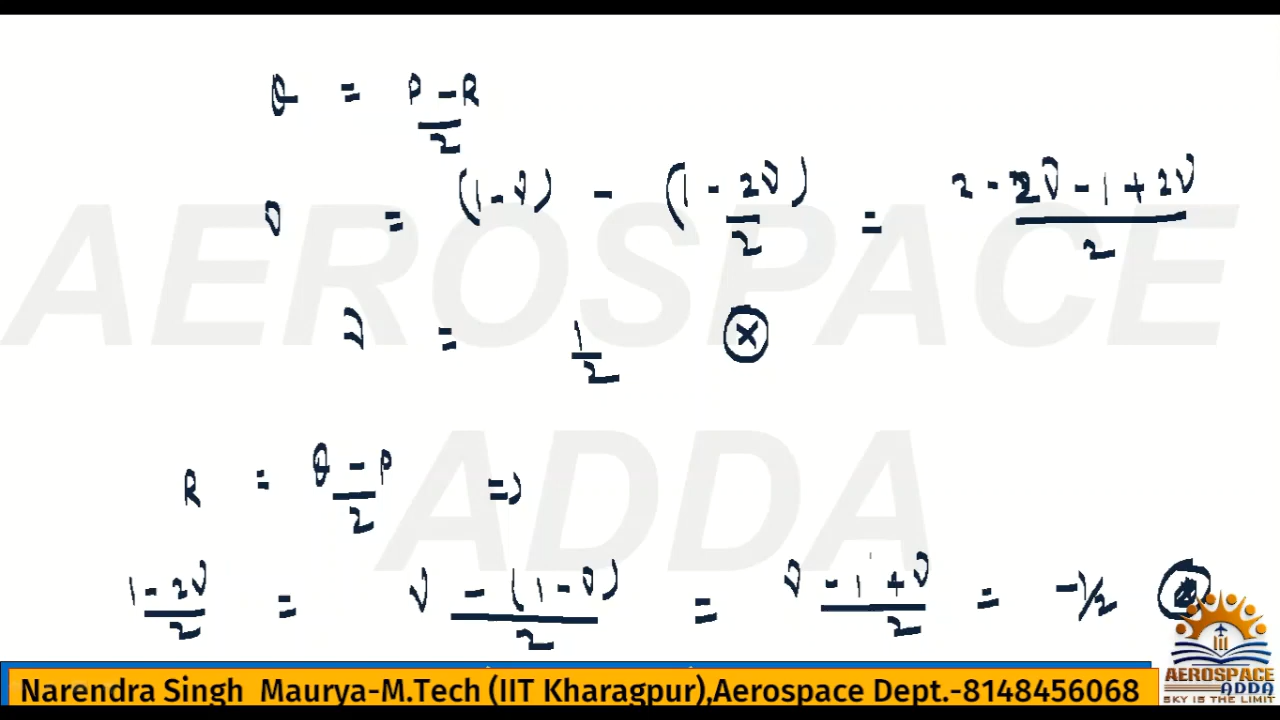 Q = P - R / 2
ν = (1 - ν) - (1 - 2ν / 2) = 2 - 2ν - 1 + 2ν / 2
ν = 1 / 2 ⊗
R = Q - P / 2 =>
1 - 2ν / 2 = ν - (1 - ν) / 2 = ν - 1 + ν / 2 = -1/2
AEROSPACE
ADDA
Narendra Singh Maurya-M.Tech (IIT Kharagpur),Aerospace Dept.-8148456068
AEROSPACE
ADDA
SKY IS THE LIMIT